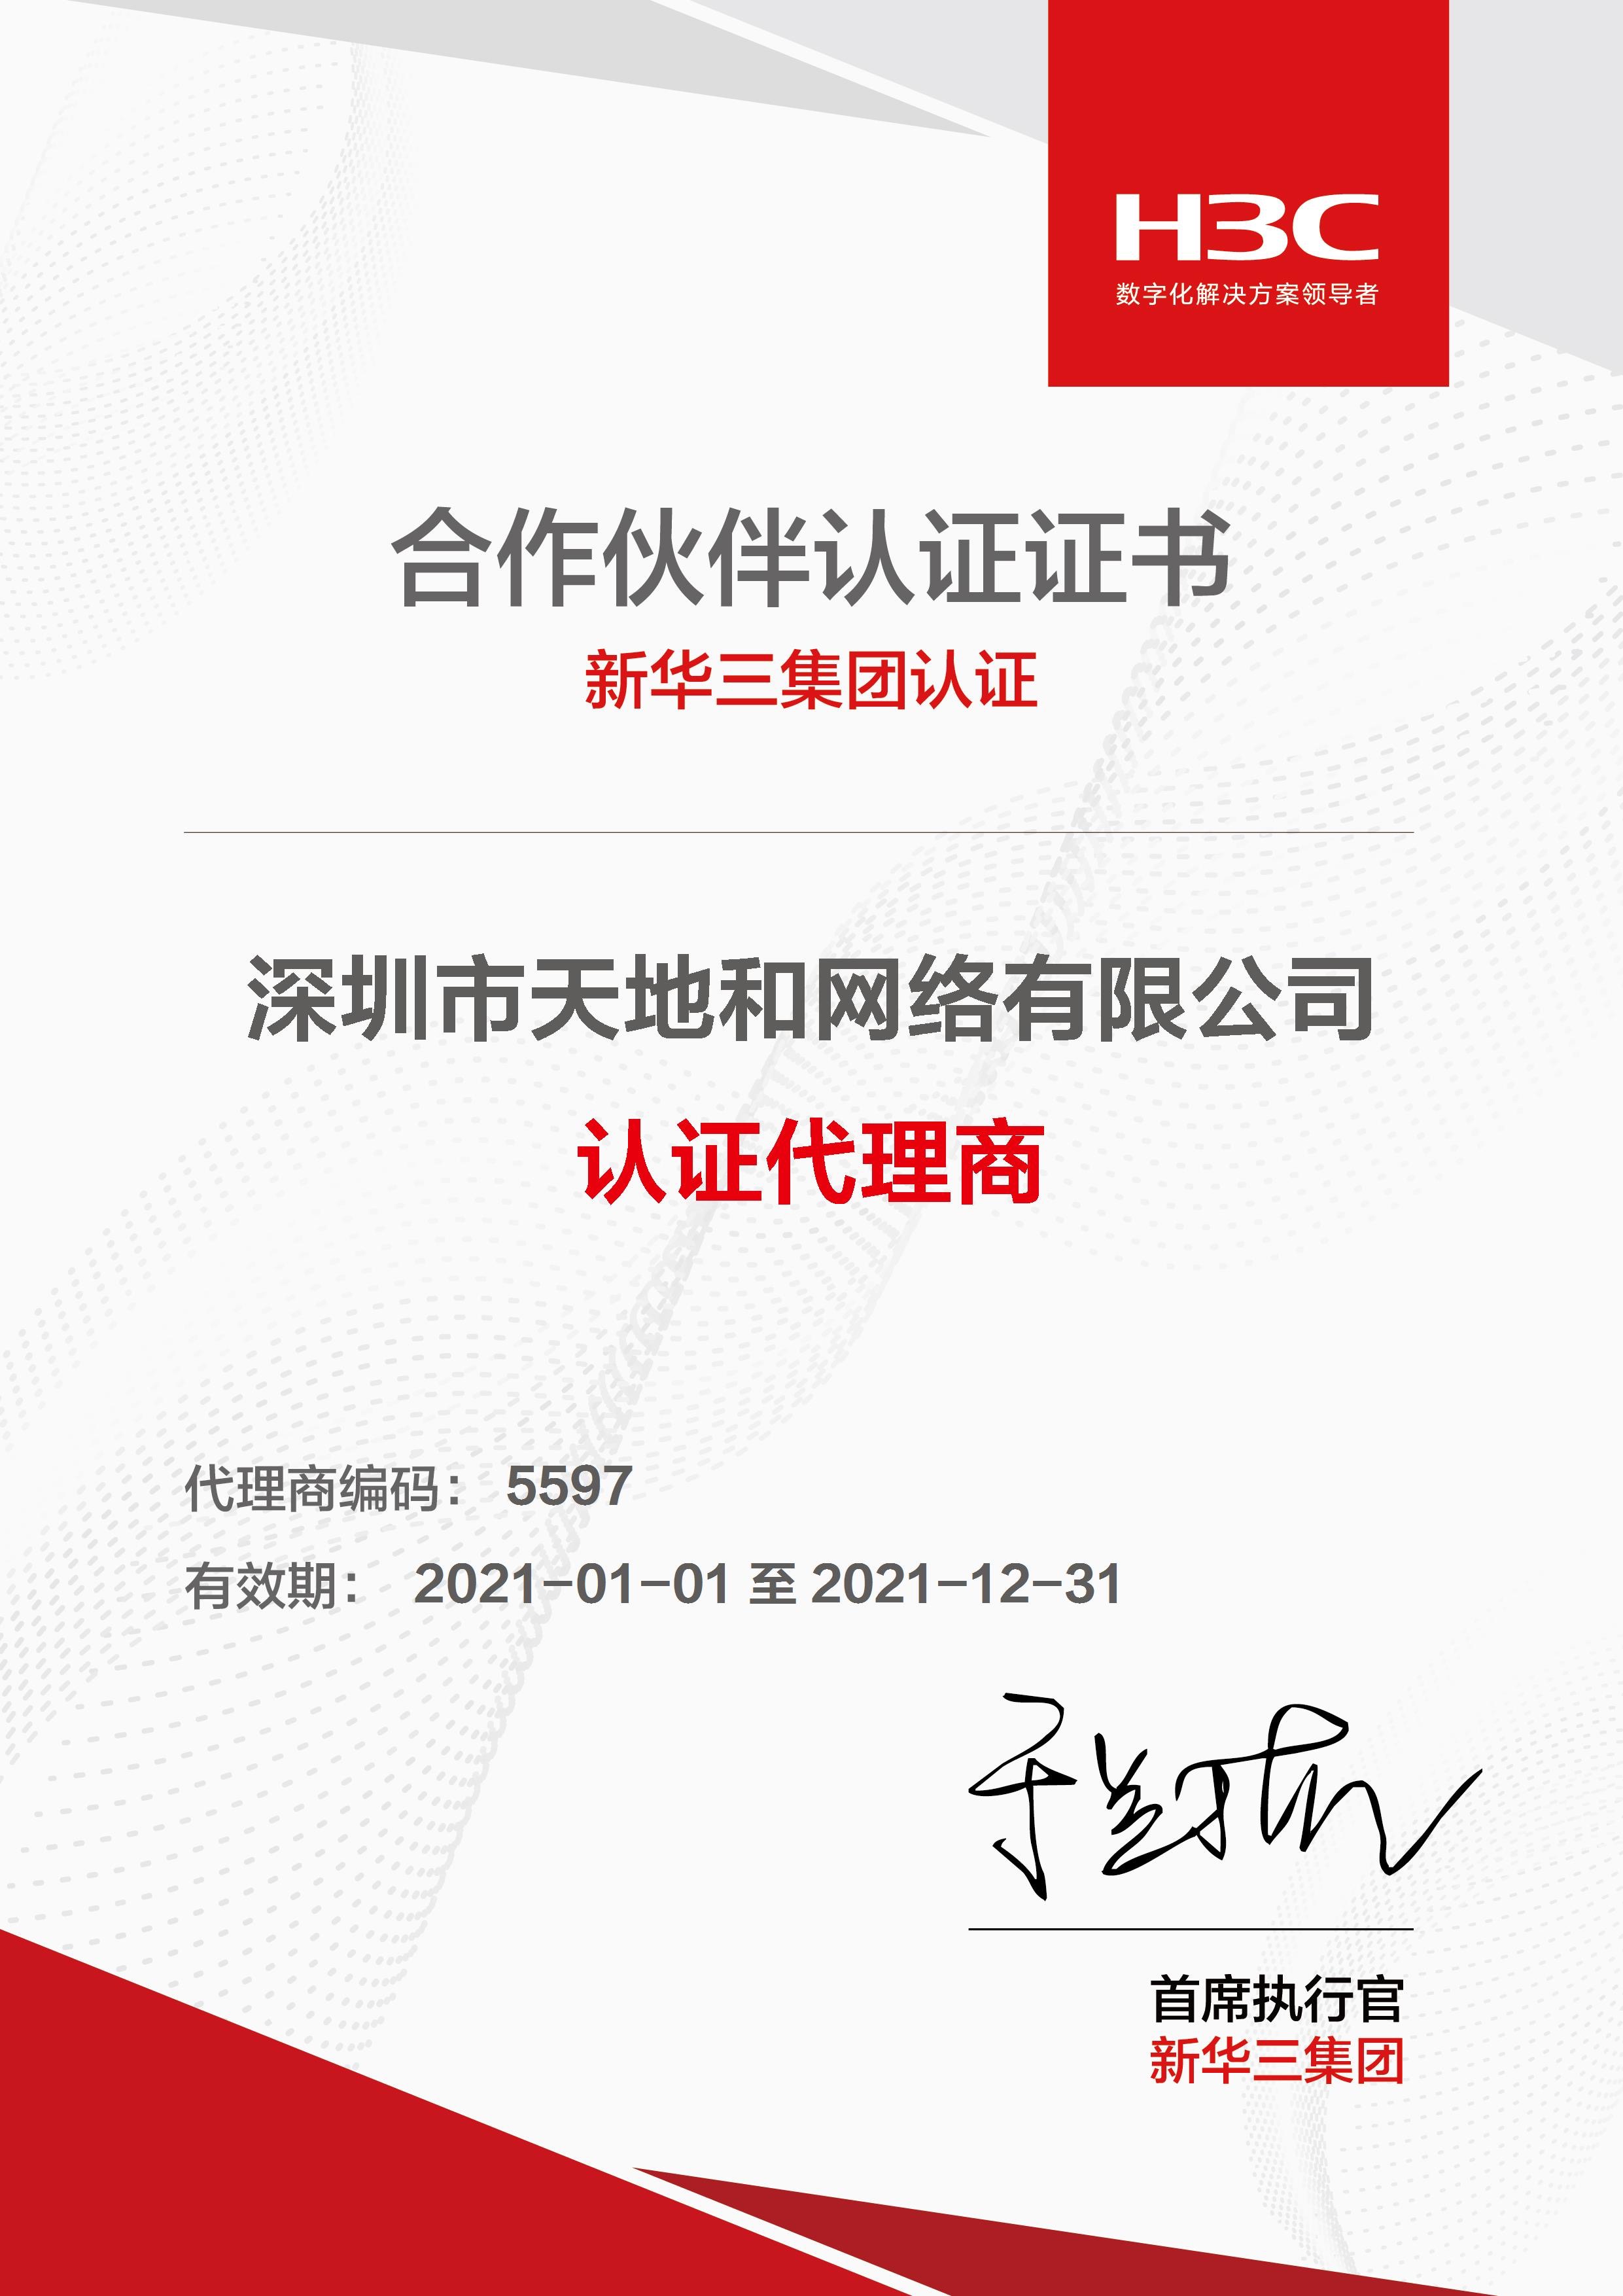 H3C
数字化解决方案领导者
合作伙伴认证证书
新华三集团认证
深圳市天地和网络有限公司
认证代理商
代理商编码： 5597
有效期： 2021-01-01 至 2021-12-31
首席执行官
新华三集团